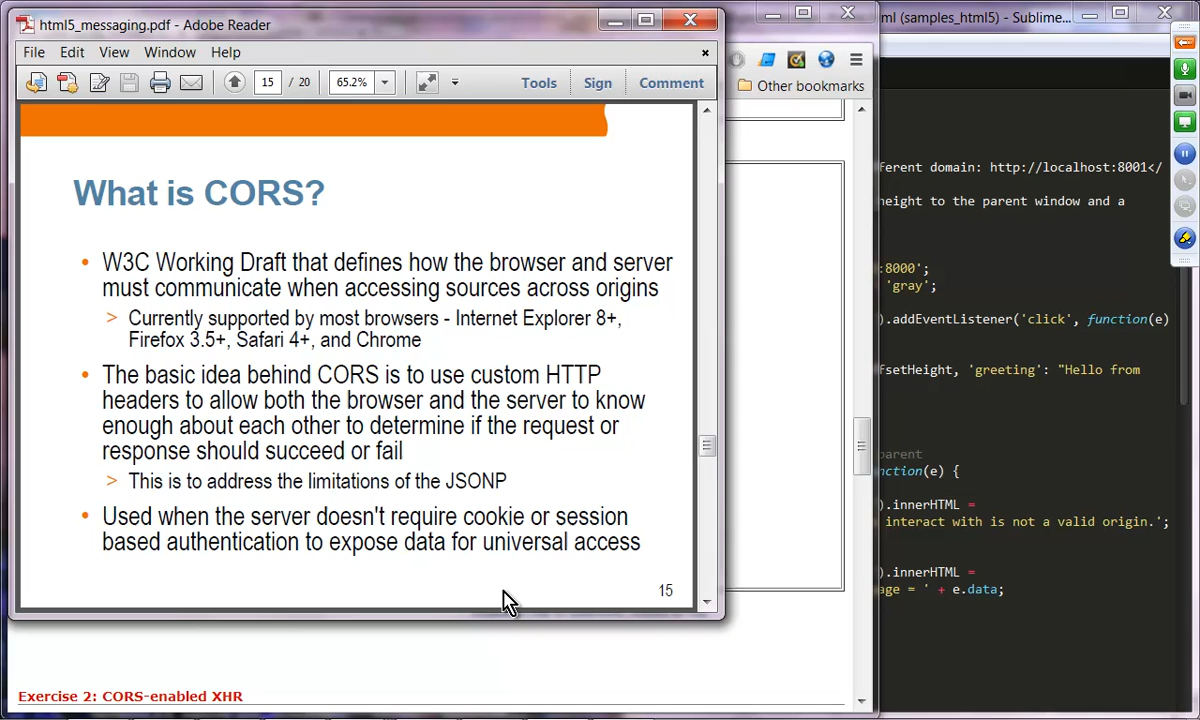 html5_messaging.pdf - Adobe Reader
File Edit View Window Help
15 / 20 65.2% Tools Sign Comment
What is CORS?
• W3C Working Draft that defines how the browser and server
must communicate when accessing sources across origins
> Currently supported by most browsers - Internet Explorer 8+,
Firefox 3.5+, Safari 4+, and Chrome
• The basic idea behind CORS is to use custom HTTP
headers to allow both the browser and the server to know
enough about each other to determine if the request or
response should succeed or fail
> This is to address the limitations of the JSONP
• Used when the server doesn't require cookie or session
based authentication to expose data for universal access
15
Exercise 2: CORS-enabled XHR
Other bookmarks
ml (samples_html5) - Sublime...
ferent domain: http://localhost:8001</
height to the parent window and a
:8000';
'gray';
).addEventListener('click', function(e)
fsetHeight, 'greeting': "Hello from
parent
nction(e) {
).innerHTML =
interact with is not a valid origin.';
).innerHTML =
age = ' + e.data;